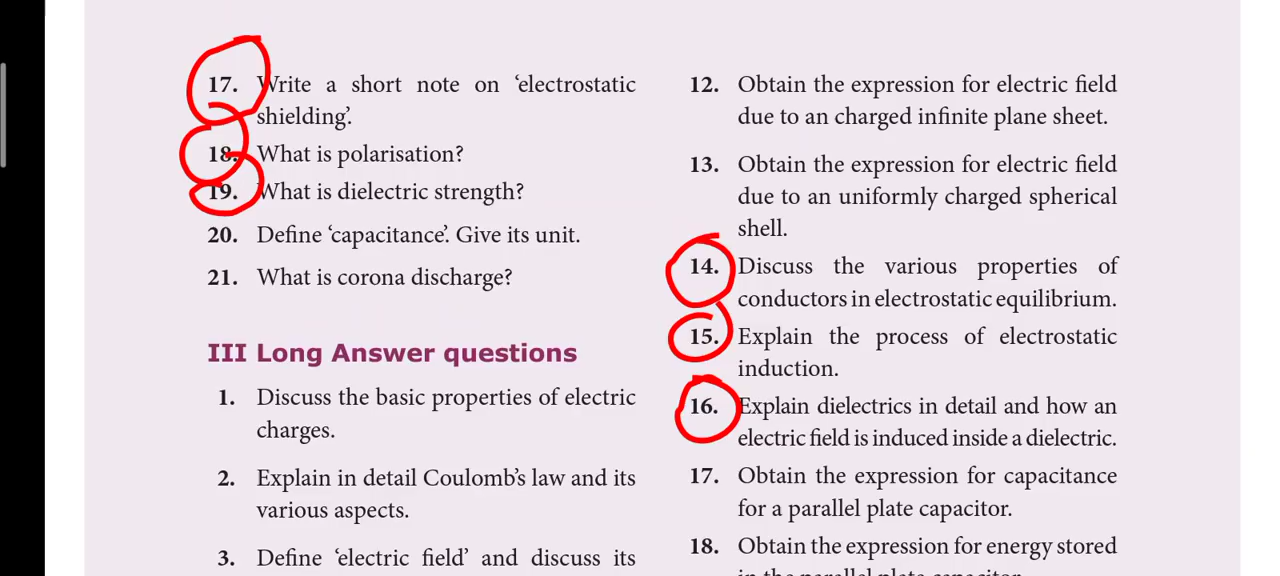 17. Write a short note on ‘electrostatic
shielding’.
18. What is polarisation?
19. What is dielectric strength?
20. Define ‘capacitance’. Give its unit.
21. What is corona discharge?
III Long Answer questions
1. Discuss the basic properties of electric
charges.
2. Explain in detail Coulomb’s law and its
various aspects.
3. Define ‘electric field’ and discuss its
12. Obtain the expression for electric field
due to an charged infinite plane sheet.
13. Obtain the expression for electric field
due to an uniformly charged spherical
shell.
14. Discuss the various properties of
conductors in electrostatic equilibrium.
15. Explain the process of electrostatic
induction.
16. Explain dielectrics in detail and how an
electric field is induced inside a dielectric.
17. Obtain the expression for capacitance
for a parallel plate capacitor.
18. Obtain the expression for energy stored
in the parallel plate capacitor.